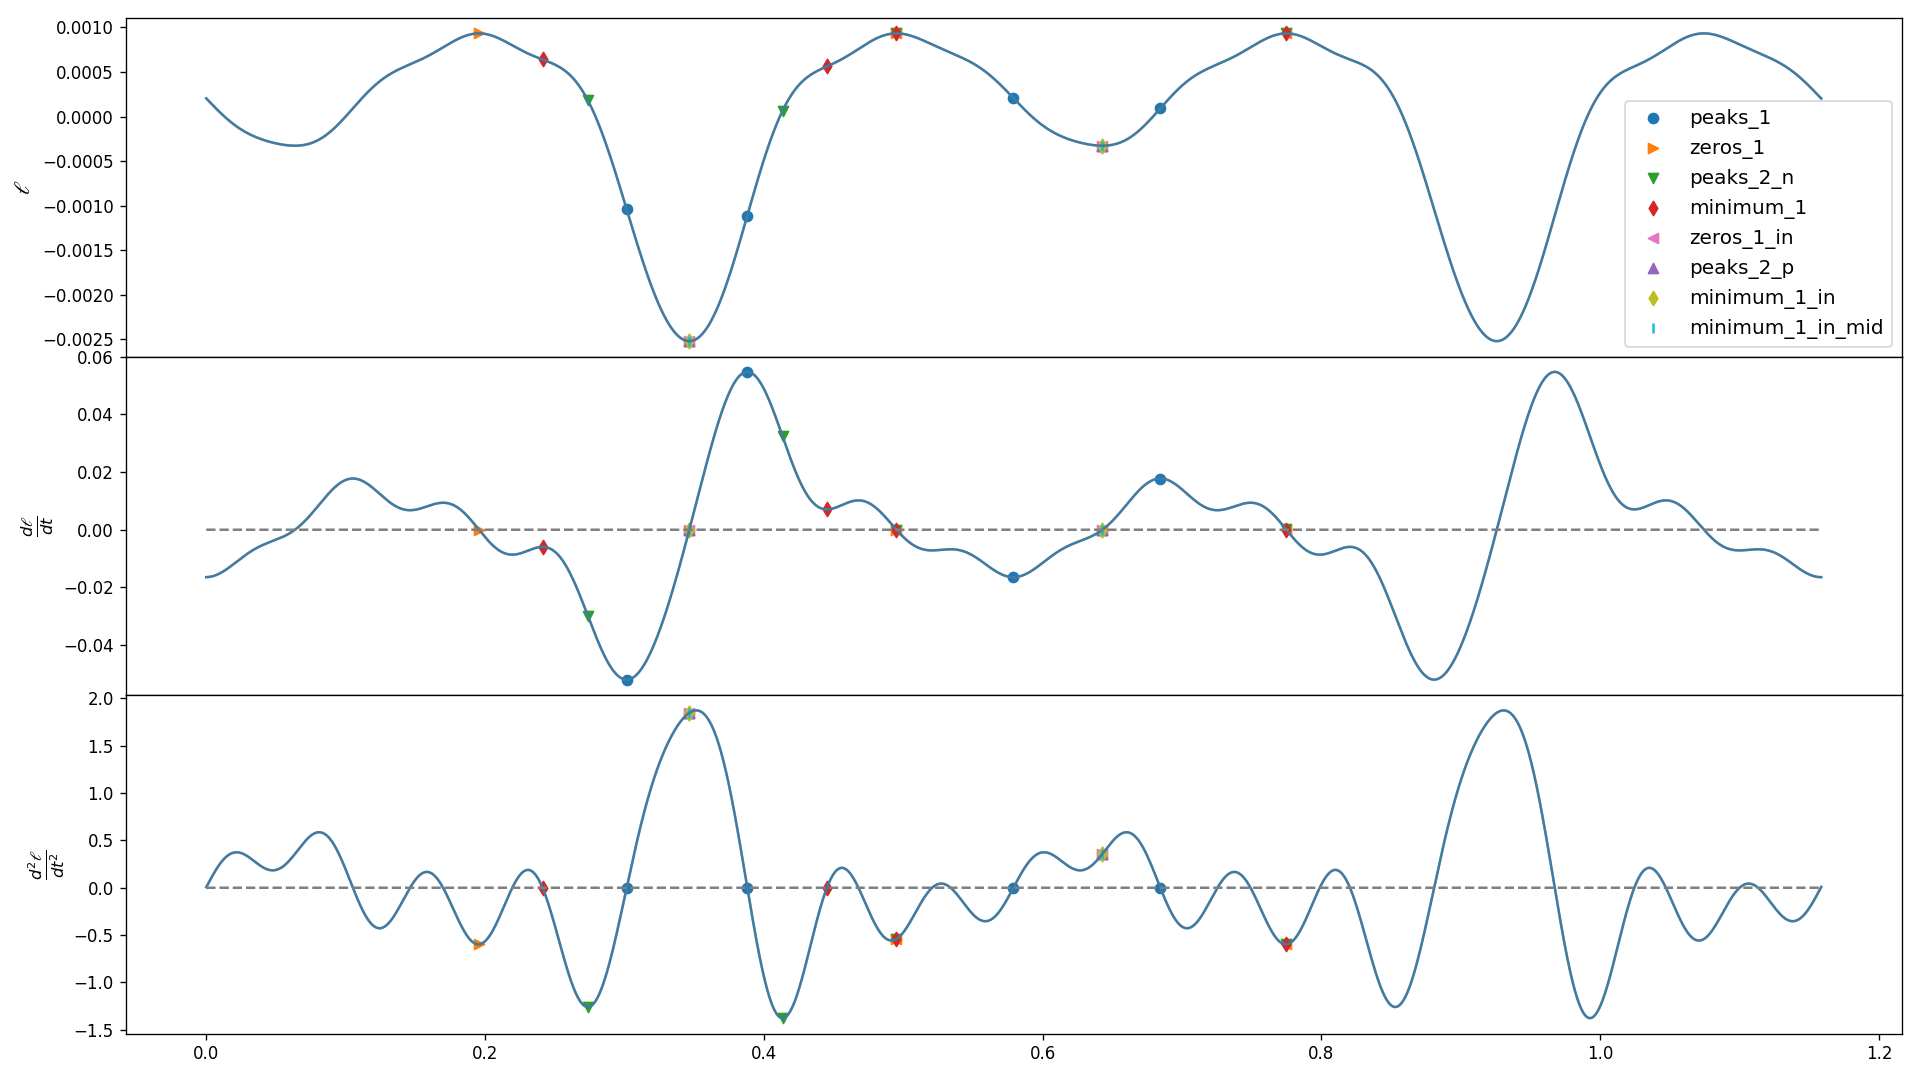 0.0010
0.0005
0.0000
−0.0005
−0.0010
−0.0015
−0.0020
−0.0025
ℓ
peaks_1
zeros_1
peaks_2_n
minimum_1
zeros_1_in
peaks_2_p
minimum_1_in
minimum_1_in_mid
0.06
0.04
0.02
0.00
−0.02
−0.04
dℓ
dt
2.0
1.5
1.0
0.5
0.0
−0.5
−1.0
−1.5
d²ℓ
dt²
0.0 0.2 0.4 0.6 0.8 1.0 1.2